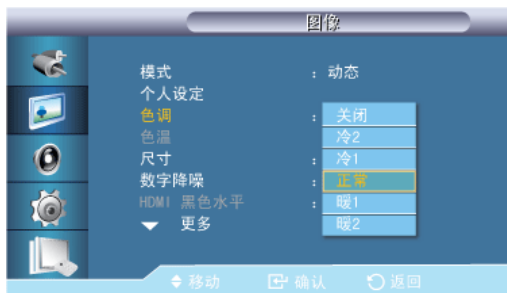 图像
模式 : 动态
个人设定
色调 : 关闭
色温 冷2
尺寸 : 冷1
数字降噪 : 正常
HDMI 黑色水平 : 暖1
更多 暖2
移动 确认 返回